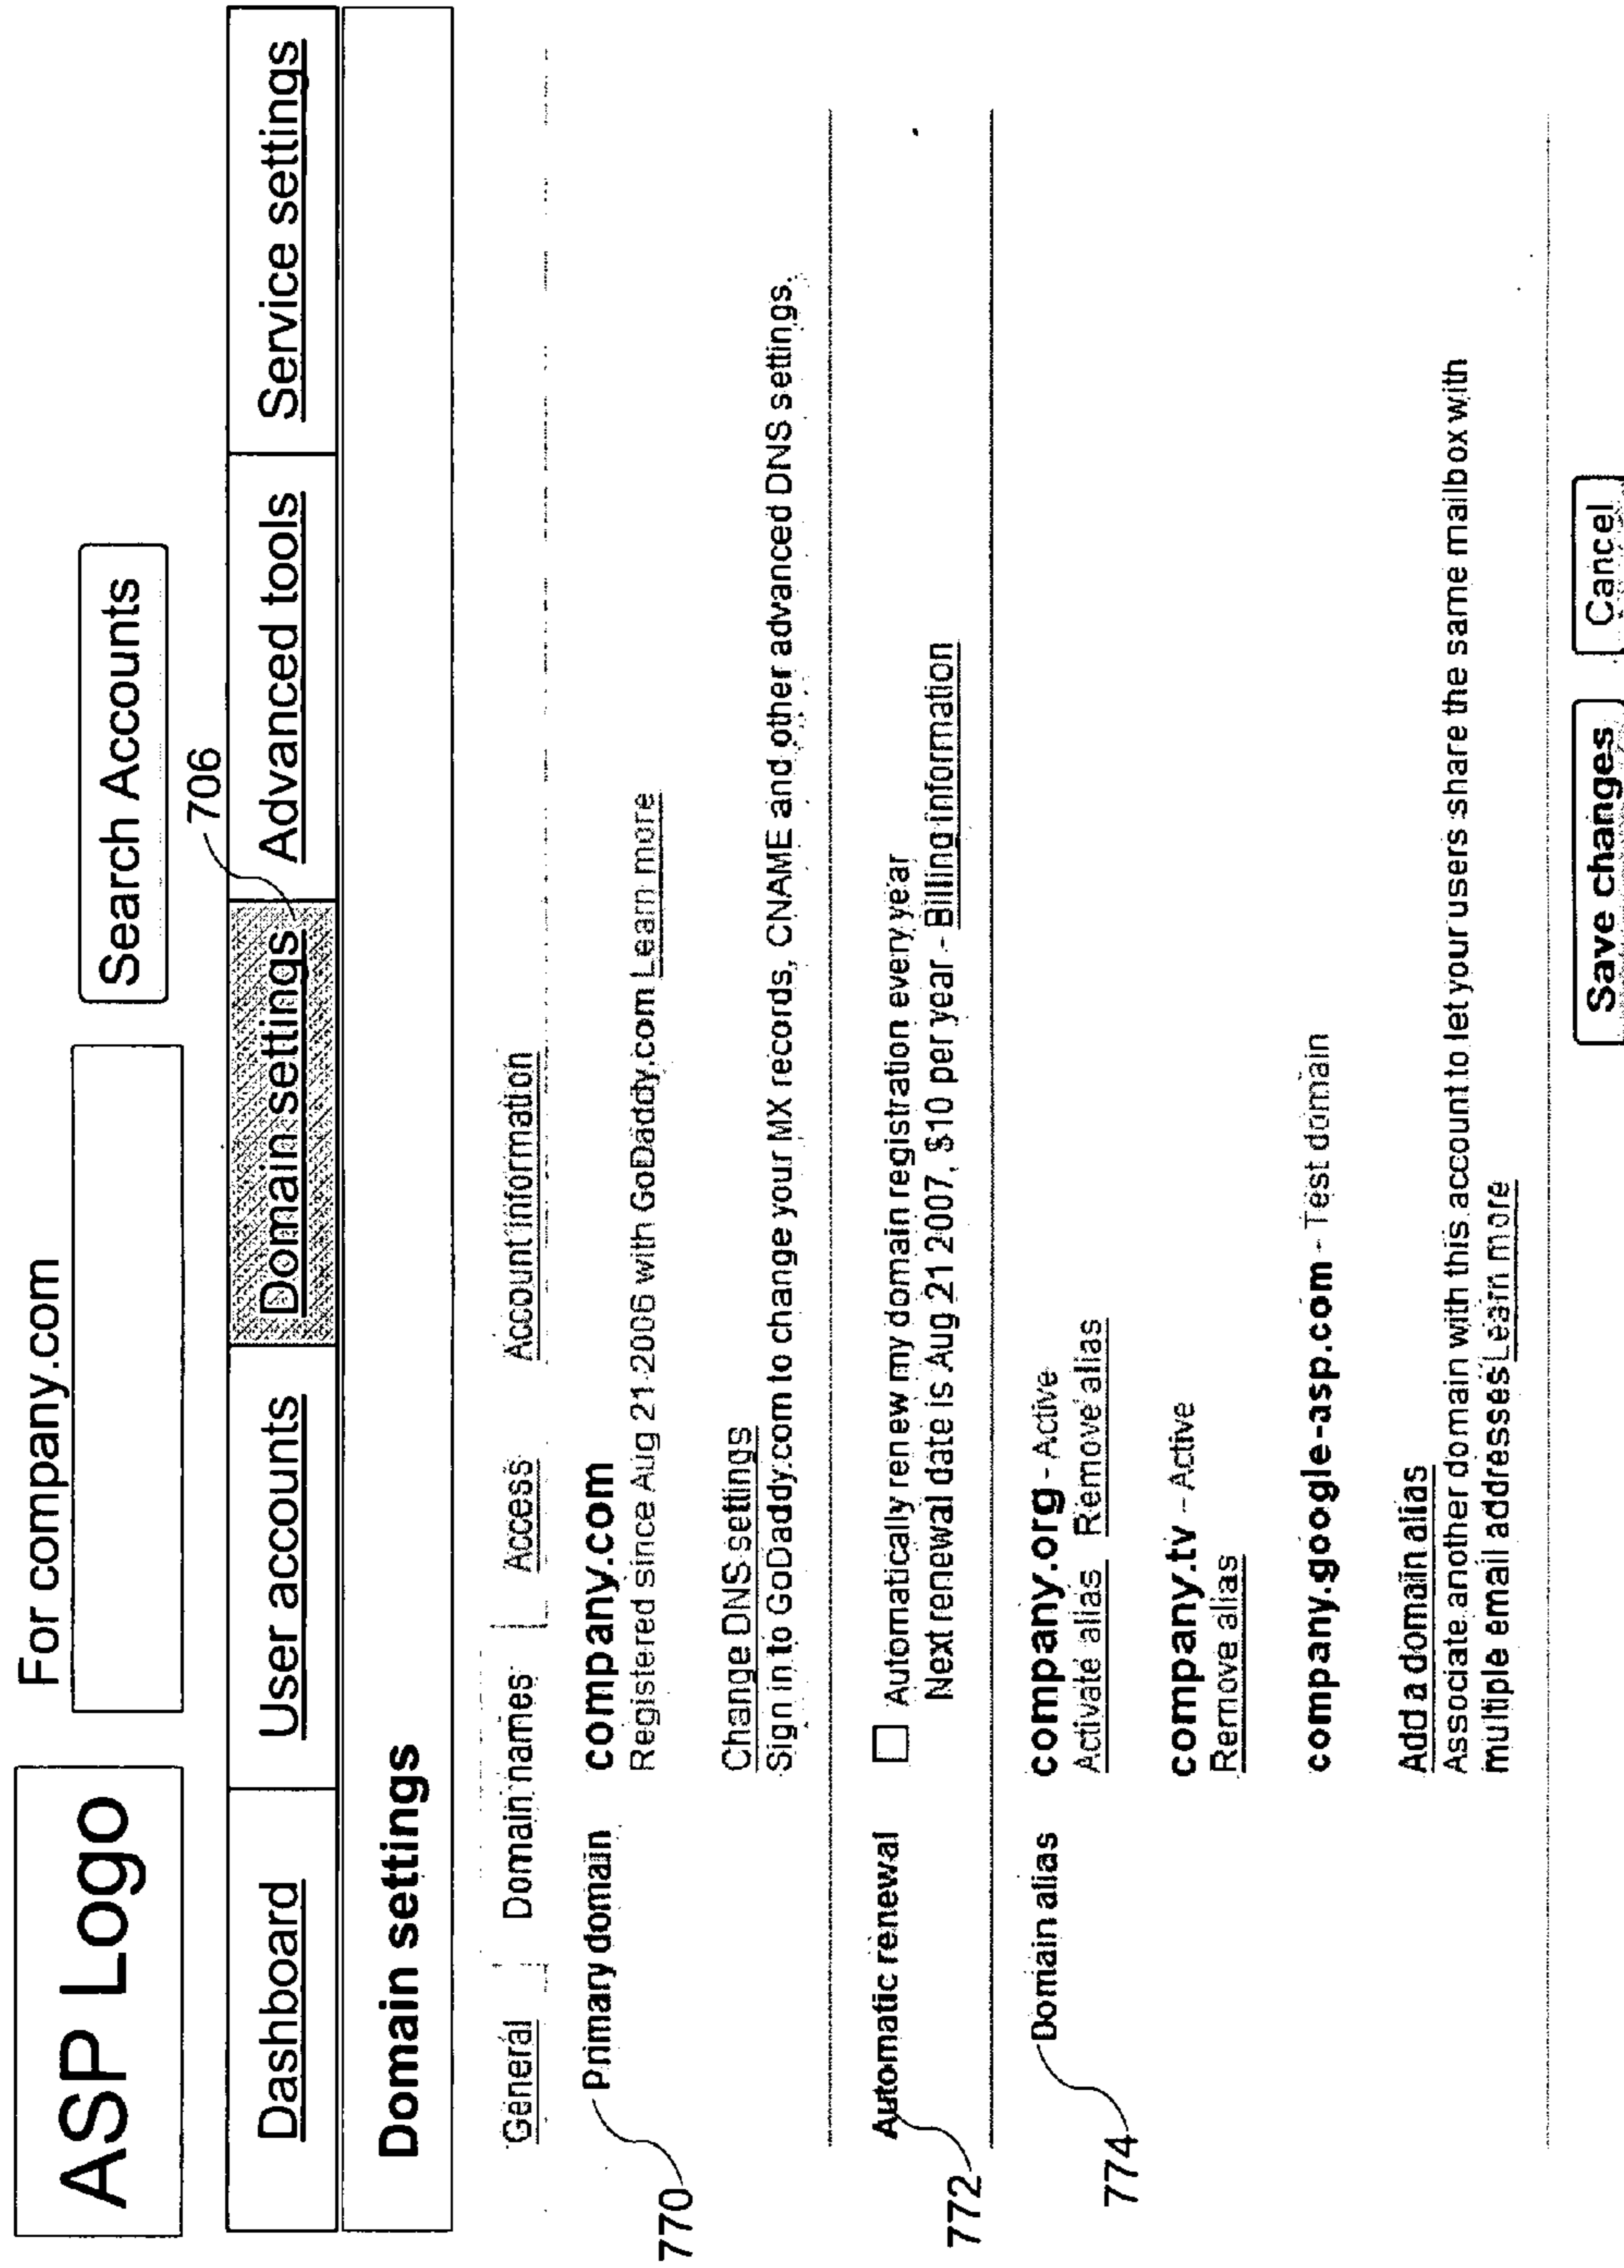 ASP Logo
For company.com
Search Accounts
706
Dashboard
User accounts
Domain settings
Advanced tools
Service settings
Domain settings
General
Domain names
Access
Account information
770
Primary domain
company.com
Registered since Aug 21 2006 with GoDaddy.com Learn more
Change DNS settings
Sign in to GoDaddy.com to change your MX records, CNAME and other advanced DNS settings.
772
Automatic renewal
Automatically renew my domain registration every year
Next renewal date is Aug 21 2007, $10 per year - Billing information
774
Domain alias
company.org - Active
Activate alias Remove alias
company.tv - Active
Remove alias
company.google-asp.com - Test domain
Add a domain alias
Associate another domain with this account to let your users share the same mailbox with
multiple email addresses Learn more
Save changes
Cancel